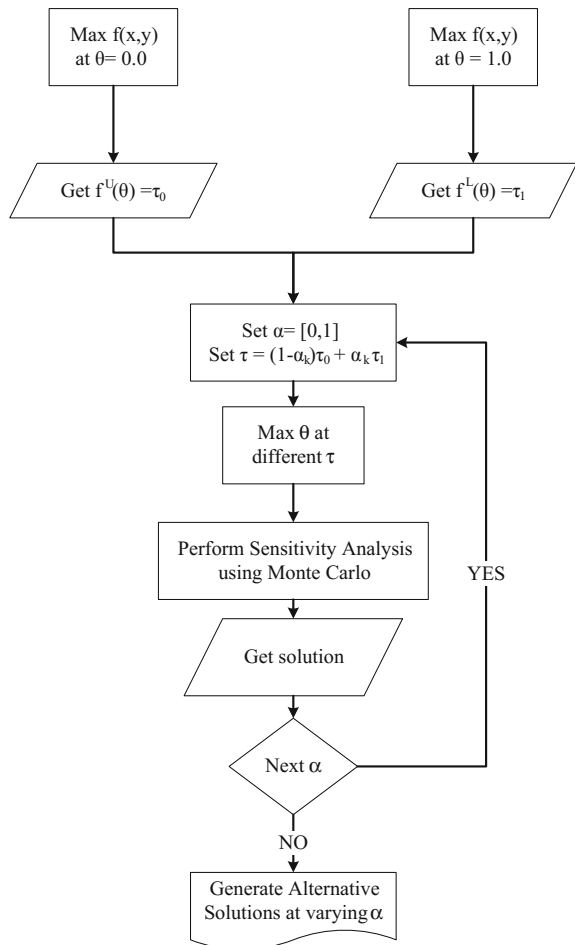 Max f(x,y)
at θ= 0.0
Max f(x,y)
at θ = 1.0
Get f^U(θ) =τ₀
Get f^L(θ) =τ₁
Set α= [0,1]
Set τ = (1-αₖ)τ₀ + αₖτ₁
Max θ at
different τ
Perform Sensitivity Analysis
using Monte Carlo
YES
Get solution
Next α
NO
Generate Alternative
Solutions at varying α